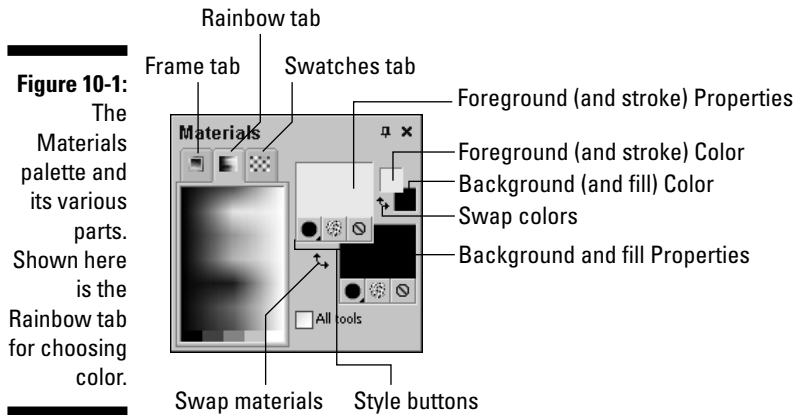 Rainbow tab
Frame tab
Swatches tab
Figure 10-1:
The
Materials
palette and
its various
parts.
Shown here
is the
Rainbow tab
for choosing
color.
Materials
All tools
Foreground (and stroke) Properties
Foreground (and stroke) Color
Background (and fill) Color
Swap colors
Background and fill Properties
Swap materials
Style buttons